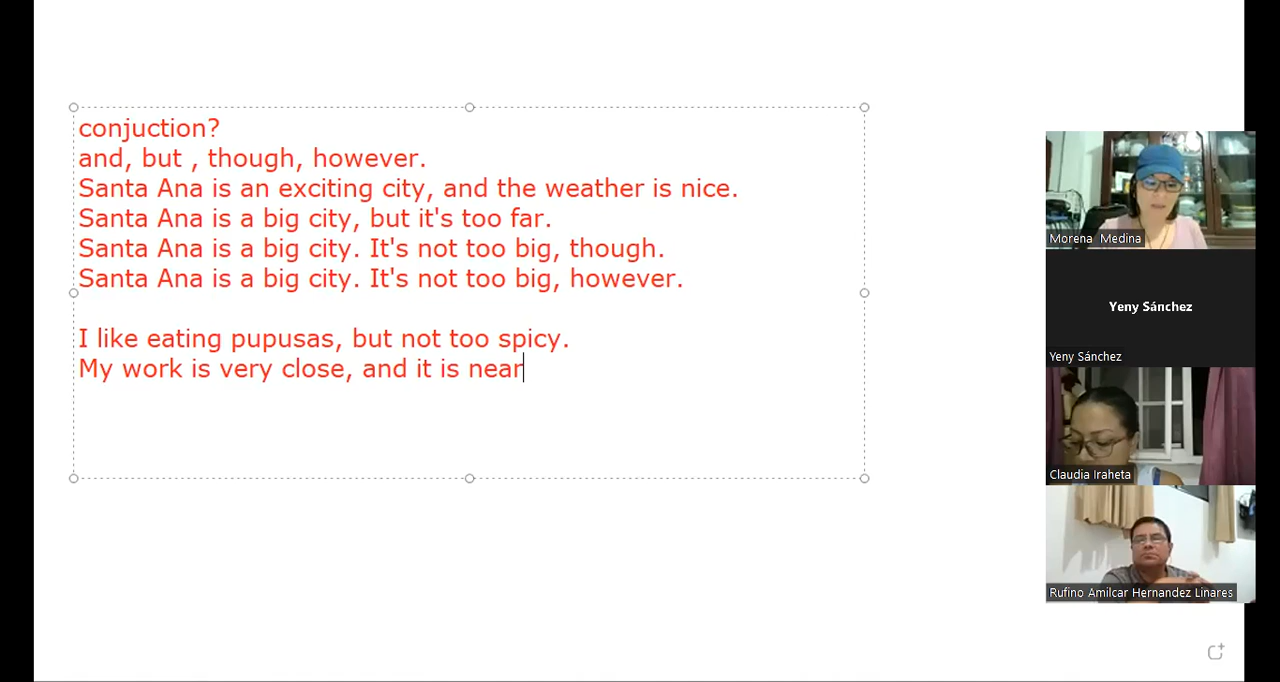 conjuction?
and, but , though, however.
Santa Ana is an exciting city, and the weather is nice.
Santa Ana is a big city, but it's too far.
Santa Ana is a big city. It's not too big, though.
Santa Ana is a big city. It's not too big, however.
I like eating pupusas, but not too spicy.
My work is very close, and it is near
Morena Medina
Yeny Sánchez
Yeny Sánchez
Claudia Iraheta
Rufino Amilcar Hernandez Linares